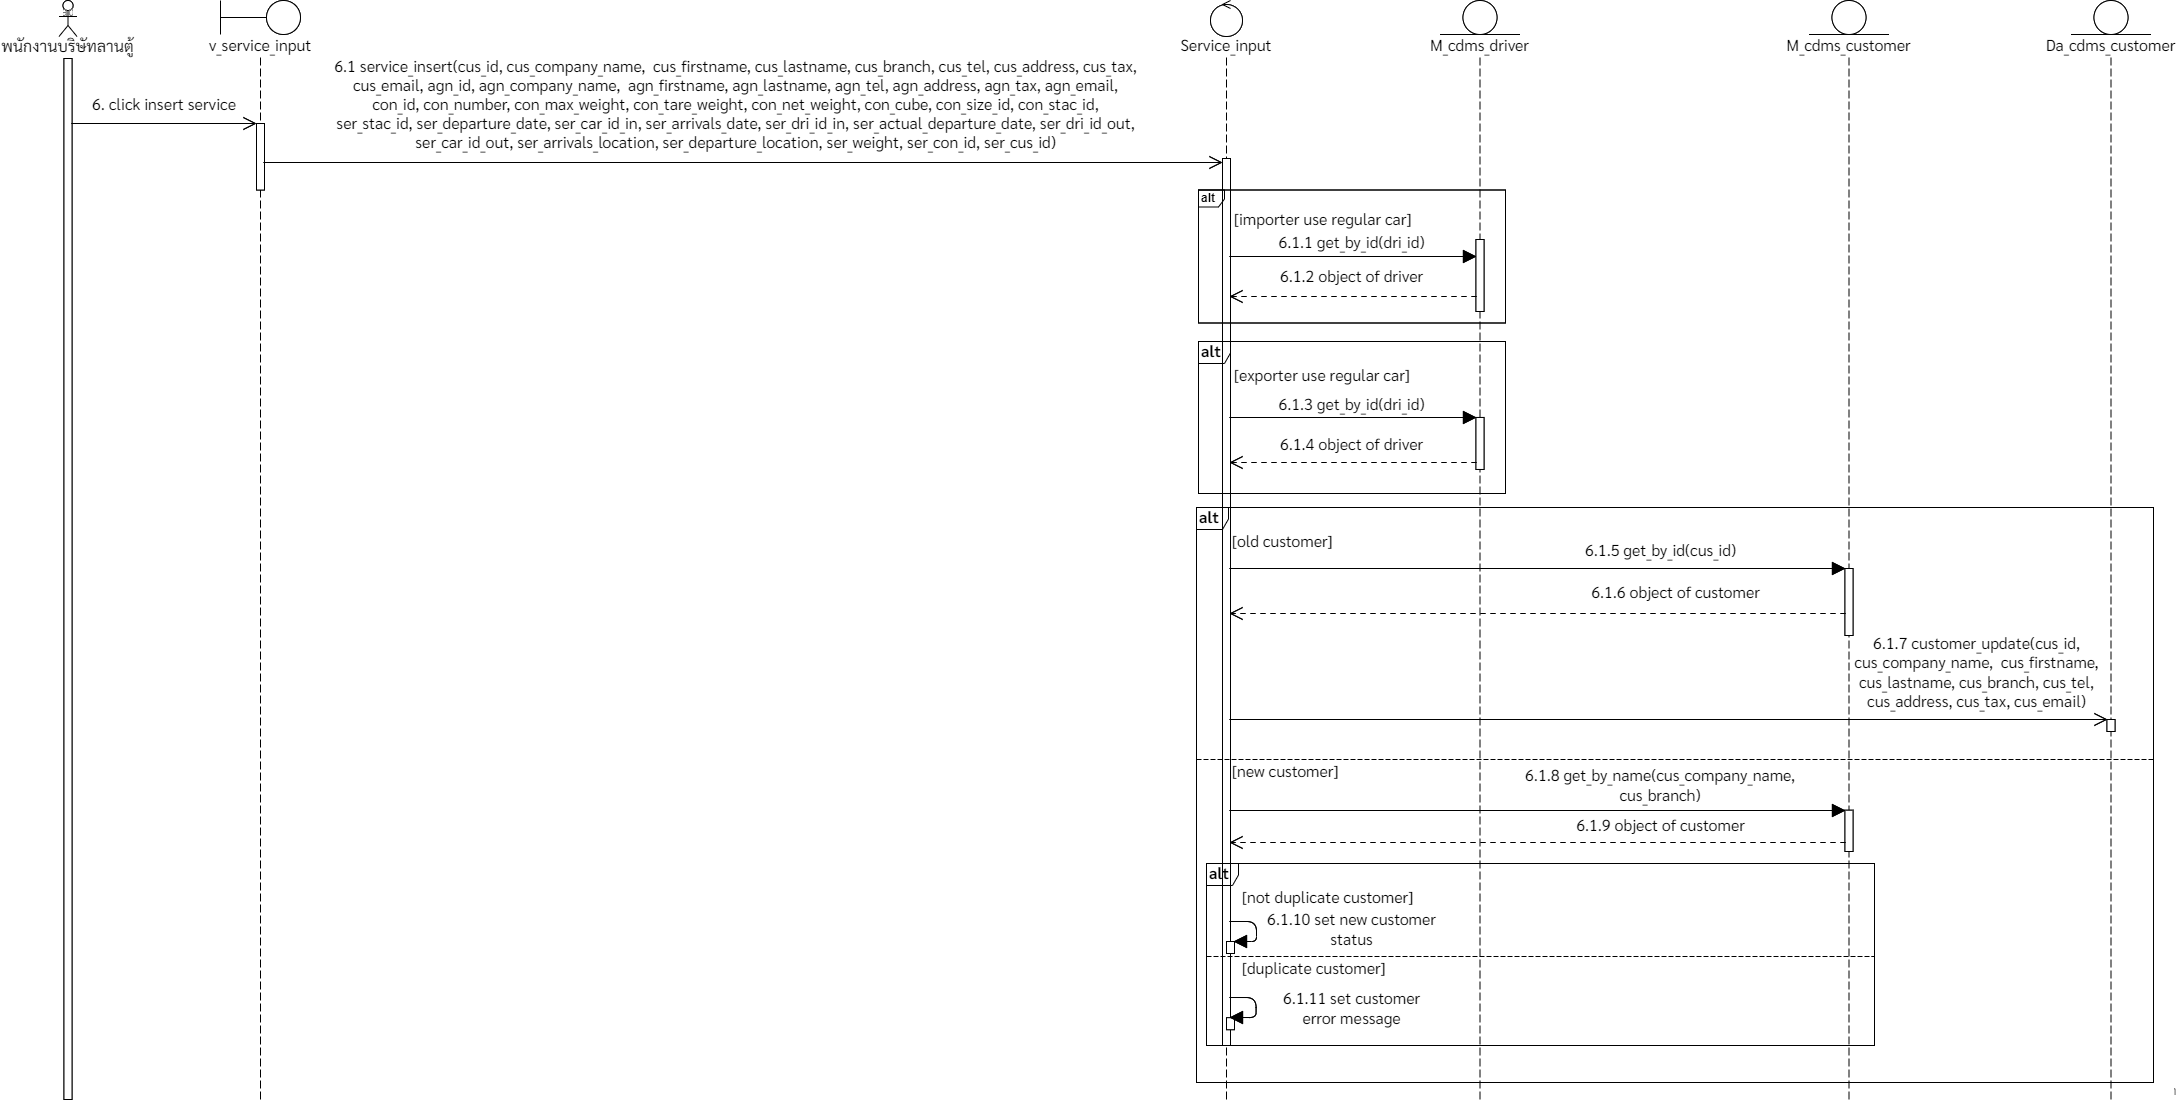 พนักงานบริษัทลานตู้
v_service_input
Service_input
M_cdms_driver
M_cdms_customer
Da_cdms_customer
6. click insert service
6.1 service_insert(cus_id, cus_company_name,  cus_firstname, cus_lastname, cus_branch, cus_tel, cus_address, cus_tax,
cus_email, agn_id, agn_company_name,  agn_firstname, agn_lastname, agn_tel, agn_address, agn_tax, agn_email,
con_id, con_number, con_max_weight, con_tare_weight, con_net_weight, con_cube, con_size_id, con_stac_id,
ser_stac_id, ser_departure_date, ser_car_id_in, ser_arrivals_date, ser_dri_id_in, ser_actual_departure_date, ser_dri_id_out,
ser_car_id_out, ser_arrivals_location, ser_departure_location, ser_weight, ser_con_id, ser_cus_id)
alt
[importer use regular car]
6.1.1 get_by_id(dri_id)
6.1.2 object of driver
alt
[exporter use regular car]
6.1.3 get_by_id(dri_id)
6.1.4 object of driver
alt
[old customer]
6.1.5 get_by_id(cus_id)
6.1.6 object of customer
6.1.7 customer_update(cus_id,
cus_company_name,  cus_firstname,
cus_lastname, cus_branch, cus_tel,
cus_address, cus_tax, cus_email)
[new customer]
6.1.8 get_by_name(cus_company_name,
cus_branch)
6.1.9 object of customer
alt
[not duplicate customer]
6.1.10 set new customer
status
[duplicate customer]
6.1.11 set customer
error message